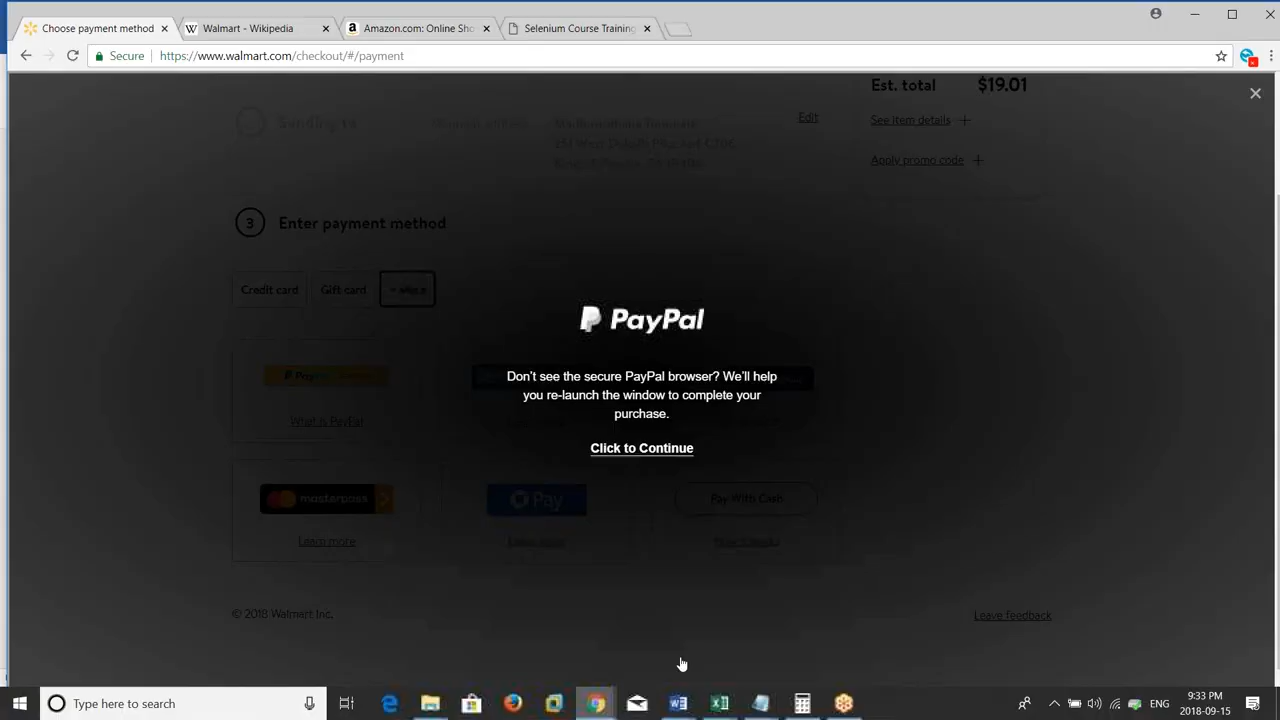 Choose payment method
Walmart - Wikipedia
Amazon.com: Online Sho
Selenium Course Training
Secure
https://www.walmart.com/checkout/#/payment
Est. total $19.01
Edit
See item details +
Apply promo code +
3 Enter payment method
Credit card
Gift card
PayPal
Don't see the secure PayPal browser? We'll help
you re-launch the window to complete your
purchase.
Click to Continue
What is PayPal
masterpass
Pay
Pay With Cash
Learn more
© 2018 Walmart Inc.
Leave feedback
Type here to search
ENG
9:33 PM
2018-09-15